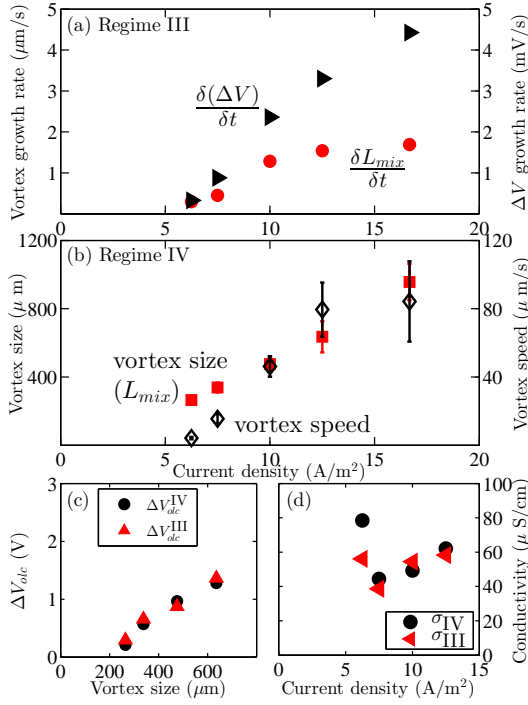 (a) Regime III
Vortex growth rate (μm/s)
ΔV growth rate (mV/s)
5
4
3
2
1
5
4
3
2
1
δ(ΔV)
δt
δL_mix
δt
0 5 10 15 20
(b) Regime IV
Vortex size (μ m)
Vortex speed (μ m/s)
1200
800
400
120
80
40
vortex size
(L_mix)
vortex speed
0 5 10 15 20
Current density (A/m²)
(c)
ΔV_olc^IV
ΔV_olc^III
ΔV_olc (V)
3
2
1
0
0 200 400 600
Vortex size (μm)
(d)
Conductivity (μ S/cm)
100
80
60
40
20
0
σ_IV
σ_III
0 5 10 15
Current density (A/m²)